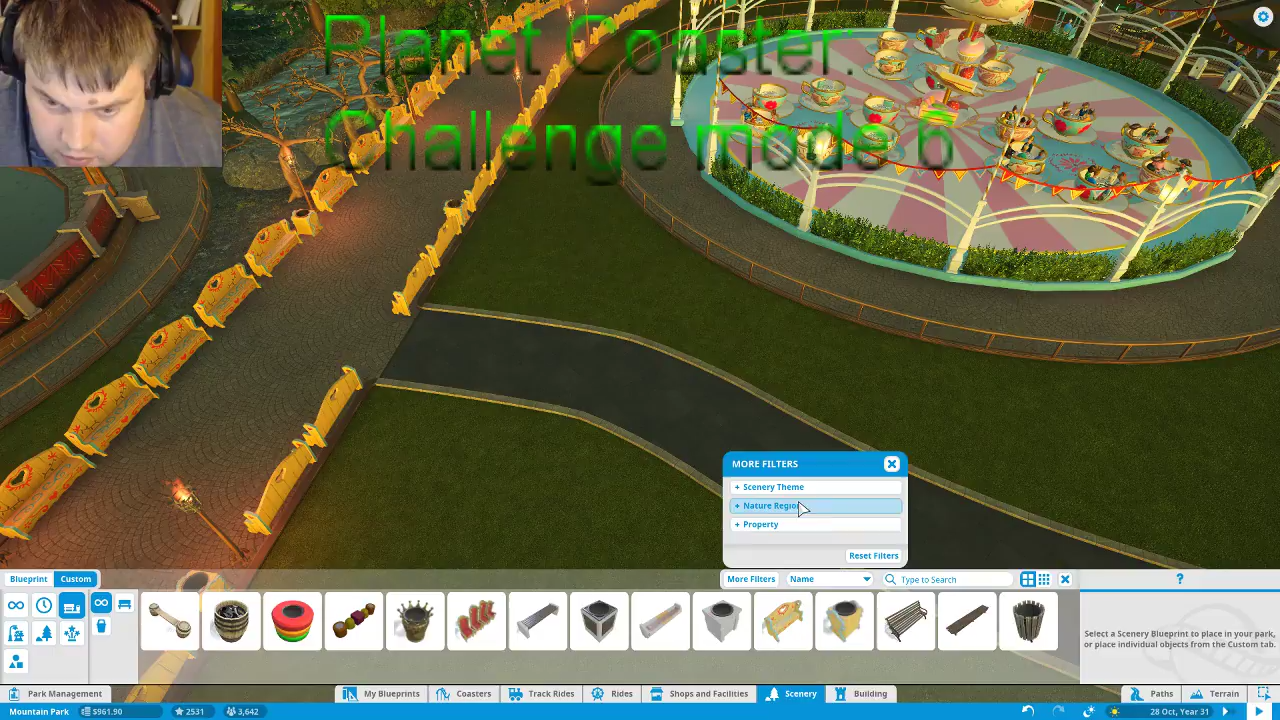 Planet Coaster:
Challenge mode 6
MORE FILTERS
+ Scenery Theme
+ Nature Region
+ Property
Reset Filters
Blueprint Custom More Filters Name Type to Search ?
Select a Scenery Blueprint to place in your park,
or place individual objects from the Custom tab.
Park Management My Blueprints Coasters Track Rides Rides Shops and Facilities Scenery Building Paths Terrain
Mountain Park $961.90 2531 3,642 28 Oct, Year 31